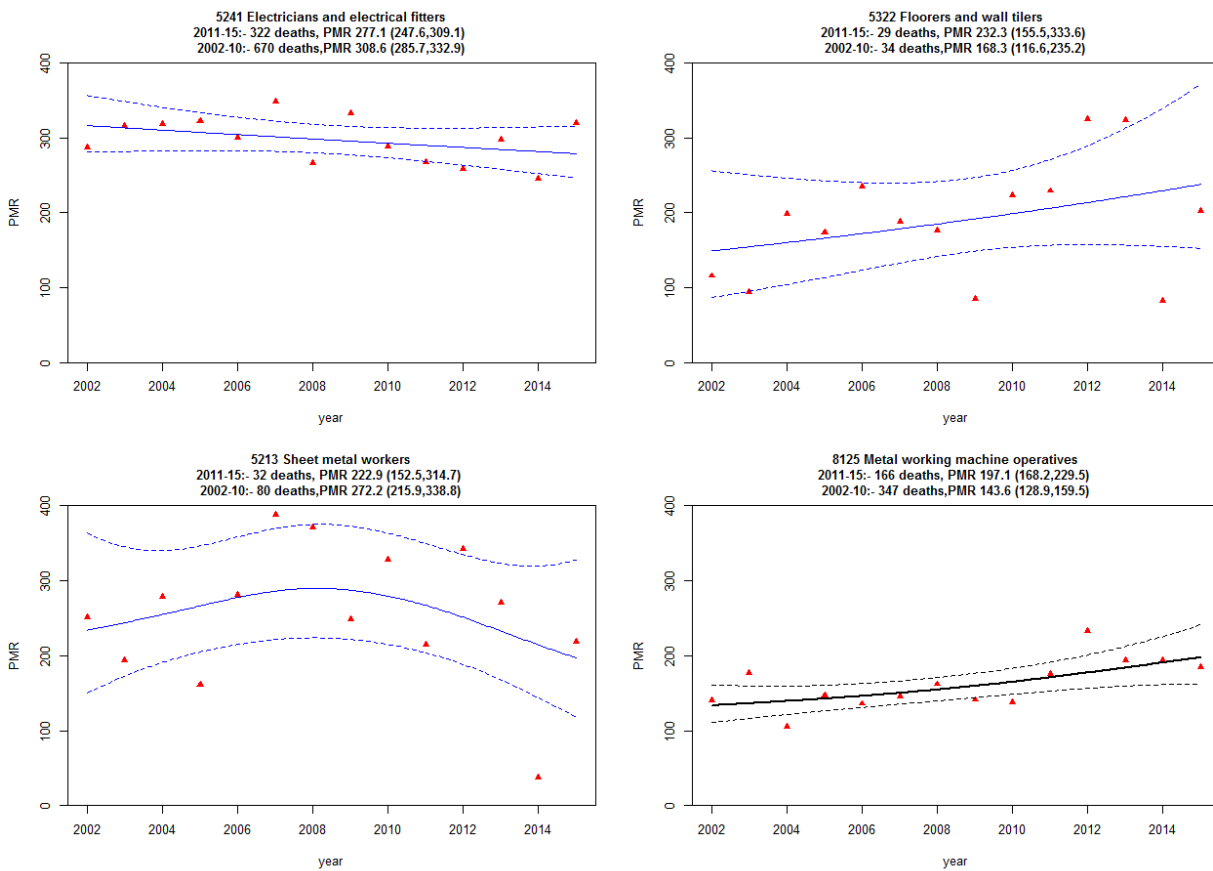 5241 Electricians and electrical fitters
2011-15:- 322 deaths, PMR 277.1 (247.6,309.1)
2002-10:- 670 deaths,PMR 308.6 (285.7,332.9)
400
300
200
100
0
PMR
2002
2004
2006
2008
2010
2012
2014
year
5322 Floorers and wall tilers
2011-15:- 29 deaths, PMR 232.3 (155.5,333.6)
2002-10:- 34 deaths,PMR 168.3 (116.6,235.2)
400
300
200
100
0
PMR
2002
2004
2006
2008
2010
2012
2014
year
5213 Sheet metal workers
2011-15:- 32 deaths, PMR 222.9 (152.5,314.7)
2002-10:- 80 deaths,PMR 272.2 (215.9,338.8)
400
300
200
100
0
PMR
2002
2004
2006
2008
2010
2012
2014
year
8125 Metal working machine operatives
2011-15:- 166 deaths, PMR 197.1 (168.2,229.5)
2002-10:- 347 deaths,PMR 143.6 (128.9,159.5)
400
300
200
100
0
PMR
2002
2004
2006
2008
2010
2012
2014
year